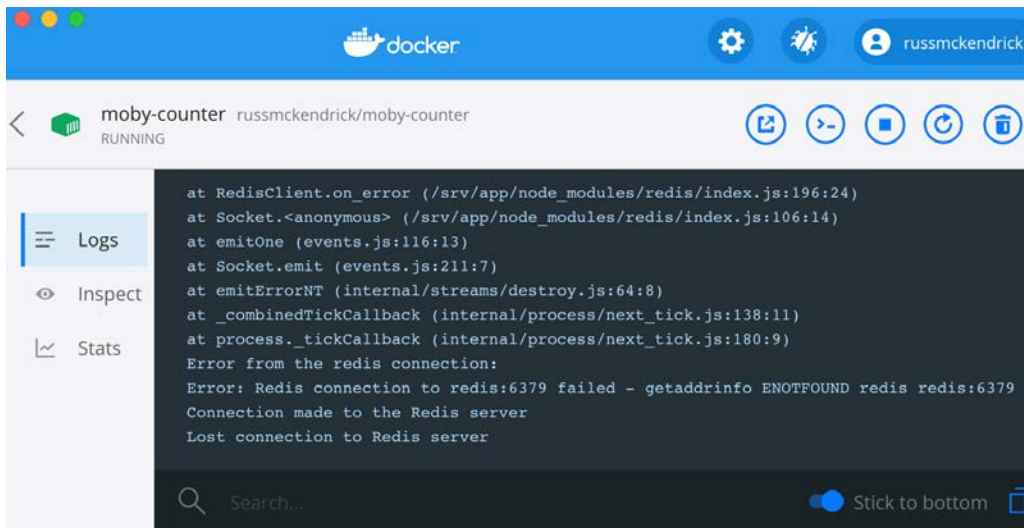 docker
russmckendrick
moby-counter russmckendrick/moby-counter
RUNNING
Logs
Inspect
Stats
at RedisClient.on_error (/srv/app/node_modules/redis/index.js:196:24)
at Socket.<anonymous> (/srv/app/node_modules/redis/index.js:106:14)
at emitOne (events.js:116:13)
at Socket.emit (events.js:211:7)
at emitErrorNT (internal/streams/destroy.js:64:8)
at _combinedTickCallback (internal/process/next_tick.js:138:11)
at process._tickCallback (internal/process/next_tick.js:180:9)
Error from the redis connection:
Error: Redis connection to redis:6379 failed - getaddrinfo ENOTFOUND redis redis:6379
Connection made to the Redis server
Lost connection to Redis server
Search...
Stick to bottom